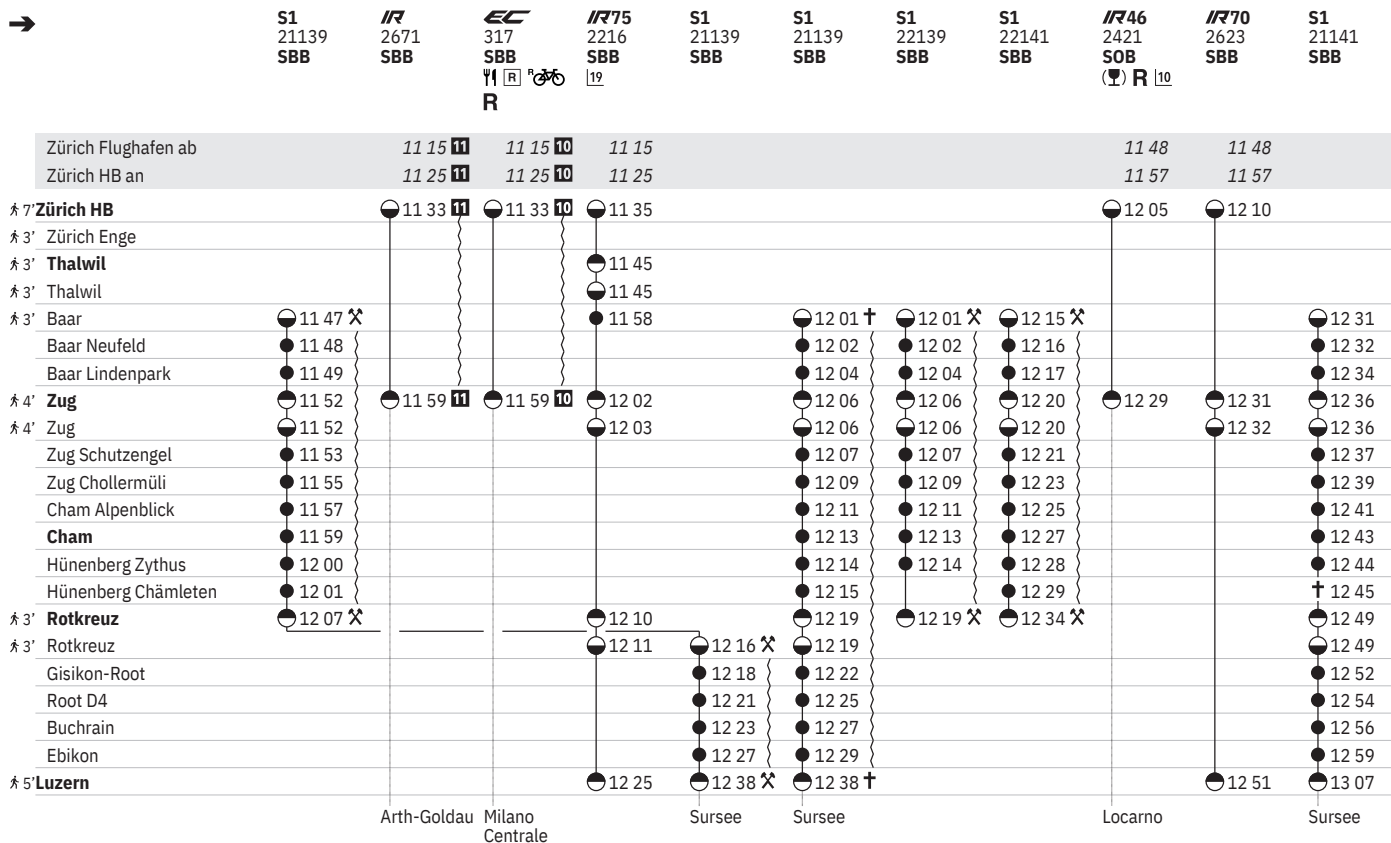 S1 IR EC IR75 S1 S1 S1 S1 IR46 IR70 S1
21139 2671 317 2216 21139 21139 22139 22141 2421 2623 21141
SBB SBB SBB SBB SBB SBB SBB SBB SOB SBB SBB
R R 19 R 10
R
Zürich Flughafen ab 11 15 11 11 15 10 11 15 11 48 11 48
Zürich HB an 11 25 11 11 25 10 11 25 11 57 11 57
7' Zürich HB 11 33 11 11 33 10 11 35 12 05 12 10
3' Zürich Enge
3' Thalwil 11 45
3' Thalwil 11 45
3' Baar 11 47 11 58 12 01 † 12 01 12 15 12 31
Baar Neufeld 11 48 12 02 12 02 12 16 12 32
Baar Lindenpark 11 49 12 04 12 04 12 17 12 34
4' Zug 11 52 11 59 11 11 59 10 12 02 12 06 12 06 12 20 12 29 12 31 12 36
4' Zug 11 52 12 03 12 06 12 06 12 20 12 32 12 36
Zug Schutzengel 11 53 12 07 12 07 12 21 12 37
Zug Chollermüli 11 55 12 09 12 09 12 23 12 39
Cham Alpenblick 11 57 12 11 12 11 12 25 12 41
Cham 11 59 12 13 12 13 12 27 12 43
Hünenberg Zythus 12 00 12 14 12 14 12 28 12 44
Hünenberg Chämleten 12 01 12 15 12 29 † 12 45
3' Rotkreuz 12 07 12 10 12 19 12 19 12 34 12 49
3' Rotkreuz 12 11 12 16 12 19 12 49
Gisikon-Root 12 18 12 22 12 52
Root D4 12 21 12 25 12 54
Buchrain 12 23 12 27 12 56
Ebikon 12 27 12 29 12 59
5' Luzern 12 25 12 38 12 38 † 12 51 13 07
Arth-Goldau Milano Sursee Sursee Locarno Sursee
Centrale